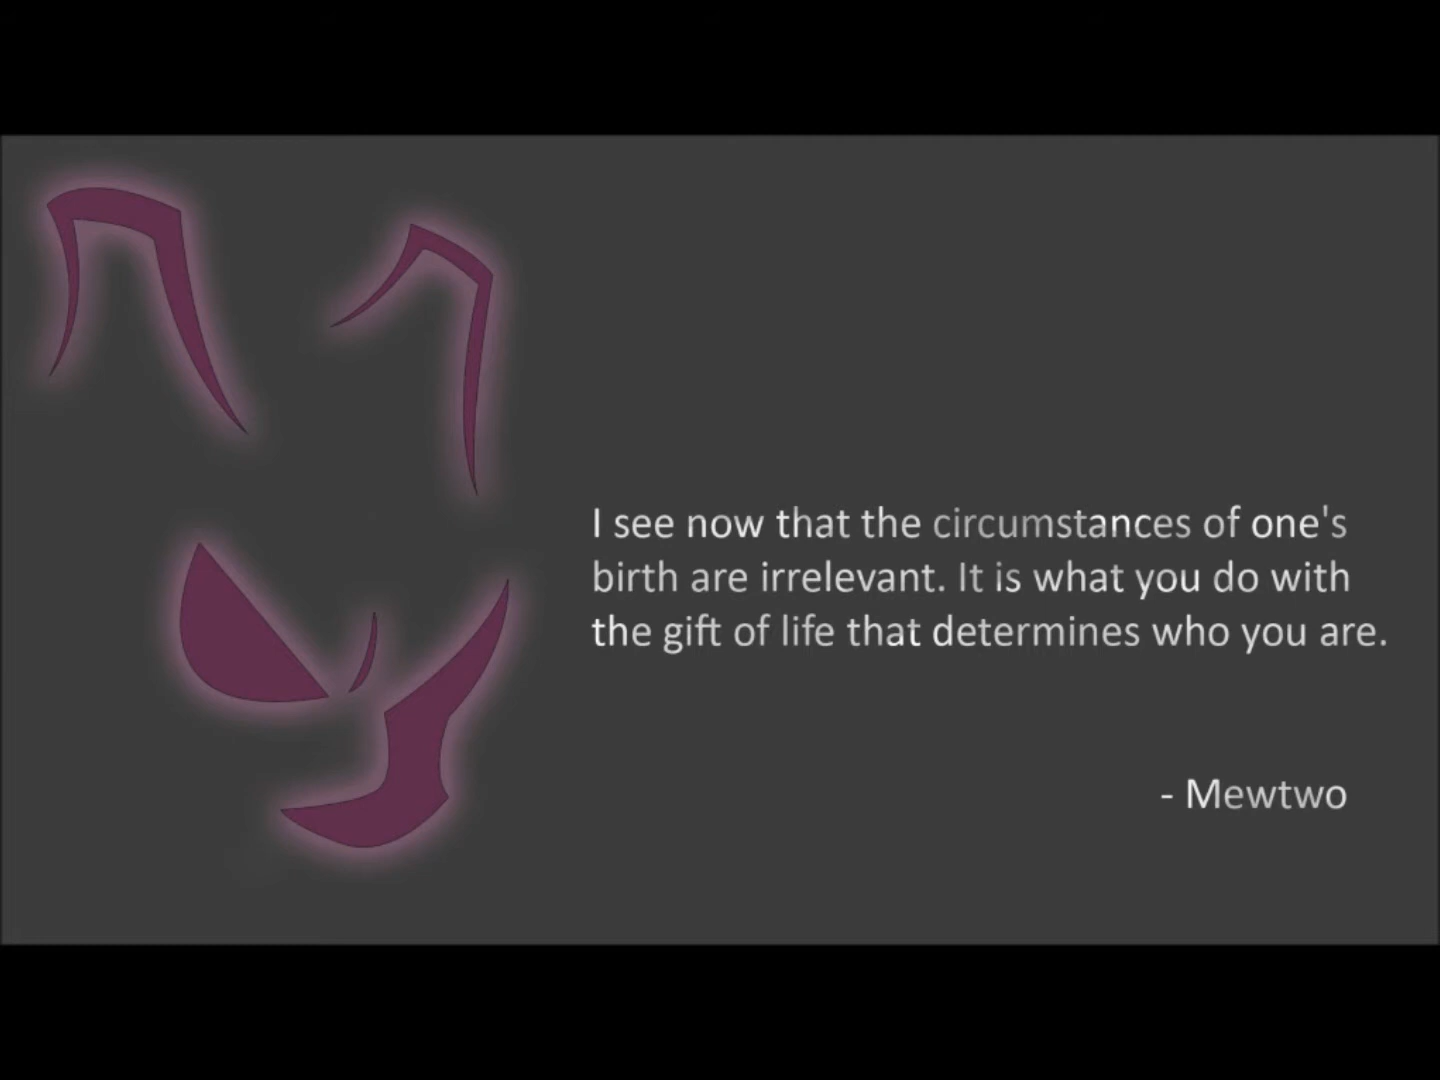 I see now that the circumstances of one's
birth are irrelevant. It is what you do with
the gift of life that determines who you are.
- Mewtwo